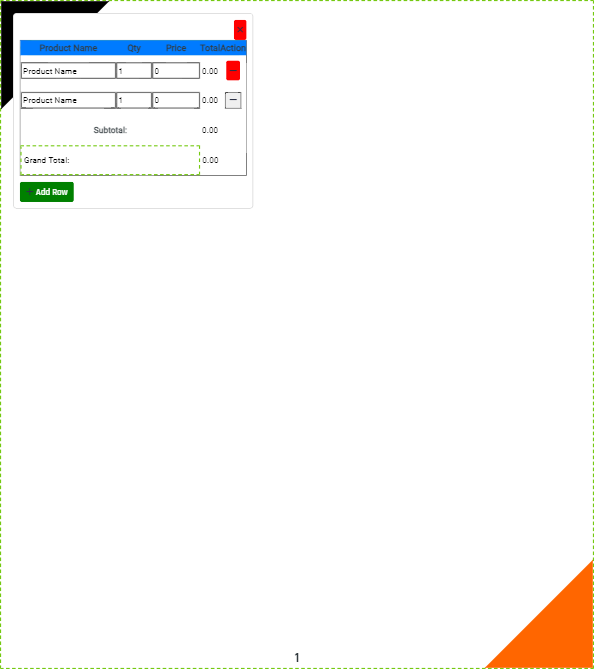 ×
Product Name Qty Price Total Action
Product Name 1 0 0.00 —
Product Name 1 0 0.00 —
Subtotal: 0.00
Grand Total: 0.00
+ Add Row
1